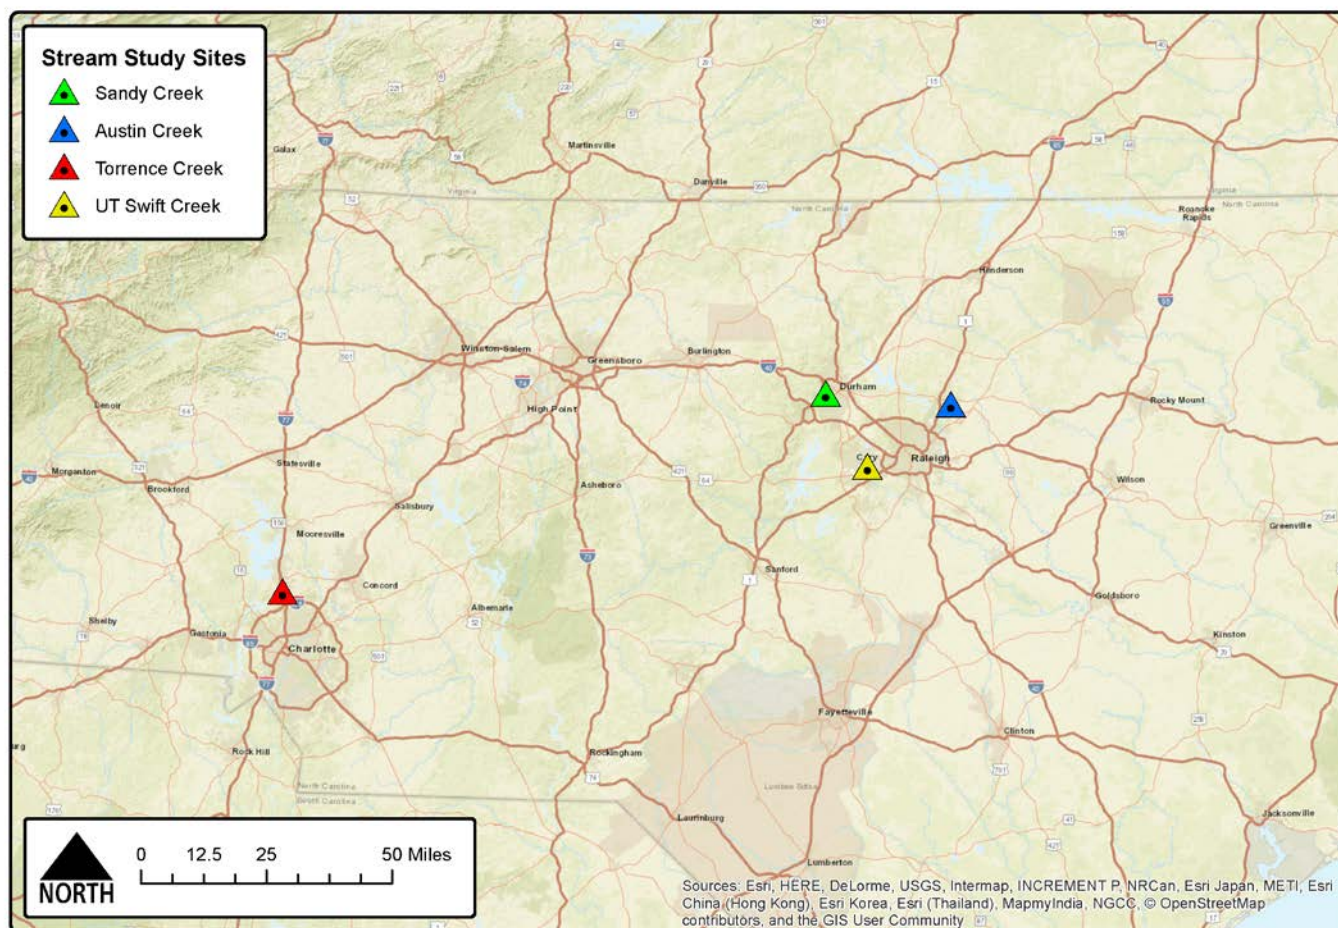 Stream Study Sites
Sandy Creek
Austin Creek
Torrence Creek
UT Swift Creek
Galax
Martinsville
Danville
Virginia
North Carolina
Virginia
North Carolina
Roanoke
Rapids
Henderson
Winston-Salem
Greensboro
Burlington
Durham
High Point
Rocky Mount
Lenoir
Morganton
Brookford
Statesville
Salisbury
Asheboro
Raleigh
Wilson
Greenville
Mooresville
Concord
Albemarle
Sanford
Goldsboro
Kinston
Shelby
Gastonia
Charlotte
Rock Hill
Rockingham
Fayetteville
Clinton
North Carolina
South Carolina
Laurinburg
Lumberton
Jacksonville
NORTH
0 12.5 25 50 Miles
Sources: Esri, HERE, DeLorme, USGS, Intermap, INCREMENT P, NRCan, Esri Japan, METI, Esri
China (Hong Kong), Esri Korea, Esri (Thailand), MapmyIndia, NGCC, © OpenStreetMap
contributors, and the GIS User Community